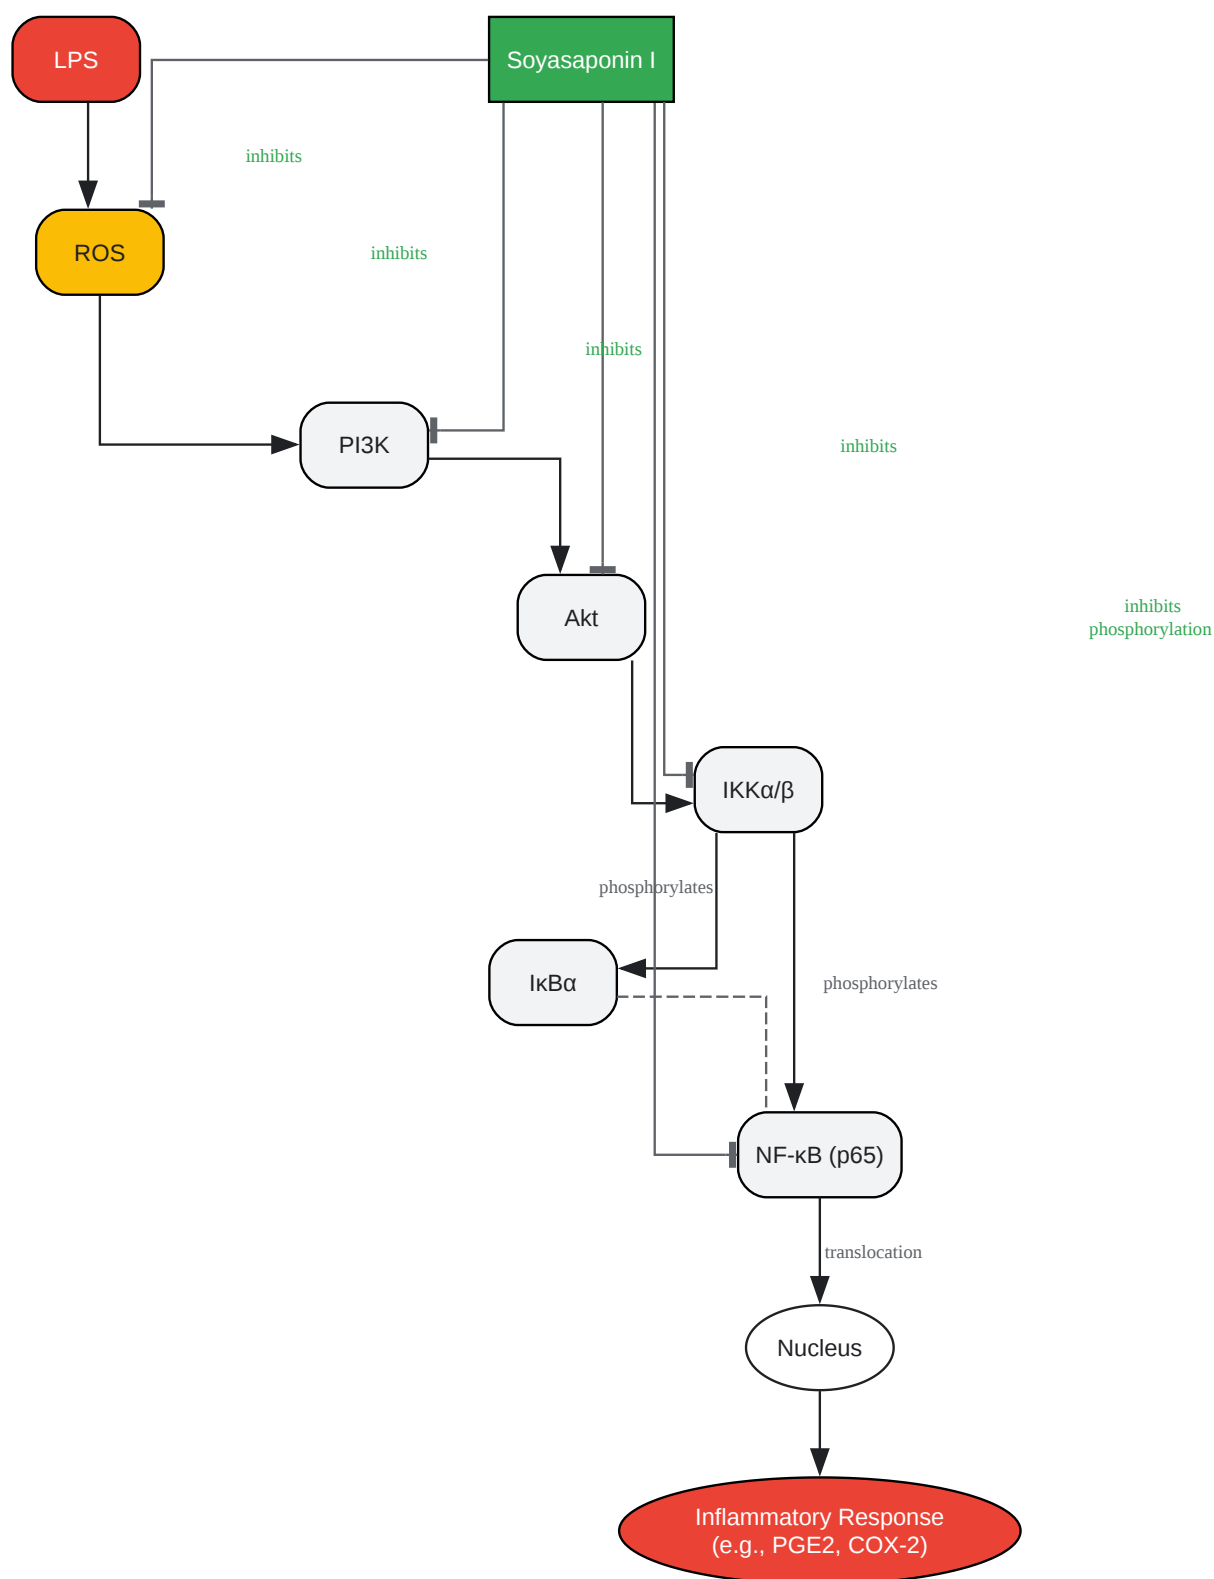 LPS
Soyasaponin I
inhibits
ROS
inhibits
inhibits
PI3K
inhibits
Akt
inhibits
phosphorylation
IKKα/β
phosphorylates
IκBα
phosphorylates
NF-κB (p65)
translocation
Nucleus
Inflammatory Response
(e.g., PGE2, COX-2)